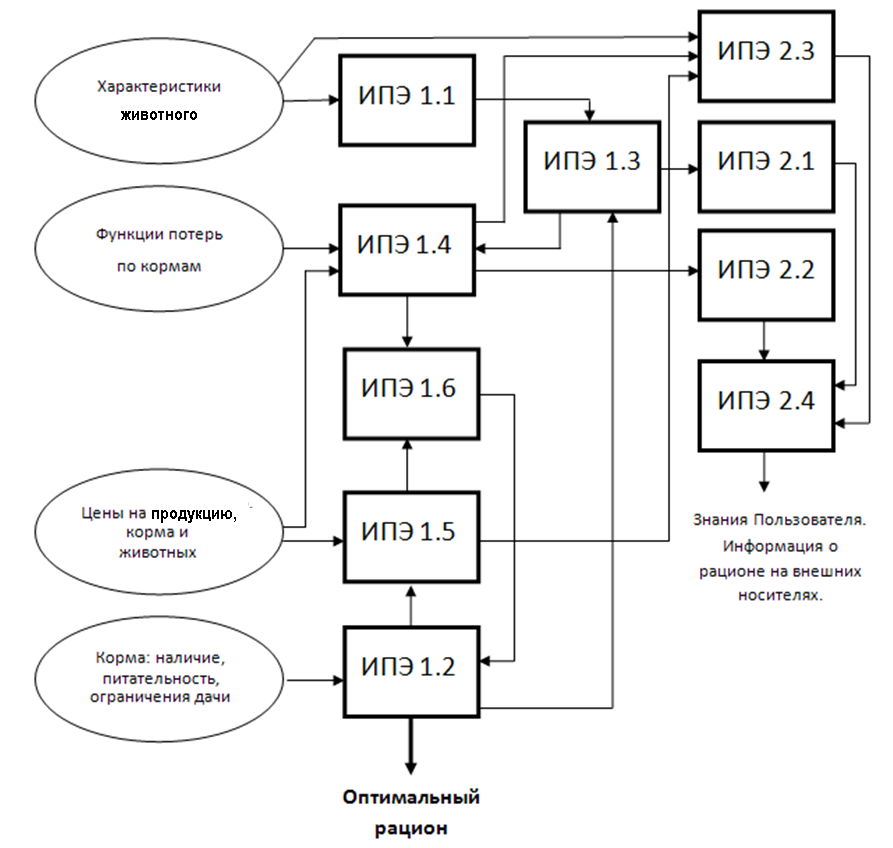 Характеристики
животного
ИПЭ 1.1
ИПЭ 2.3
ИПЭ 1.3
ИПЭ 2.1
Функции потерь
по кормам
ИПЭ 1.4
ИПЭ 2.2
ИПЭ 1.6
ИПЭ 2.4
Цены на продукцию,
корма и
животных
ИПЭ 1.5
Знания Пользователя.
Информация о
рационе на внешних
носителях.
Корма: наличие,
питательность,
ограничения дачи
ИПЭ 1.2
Оптимальный
рацион